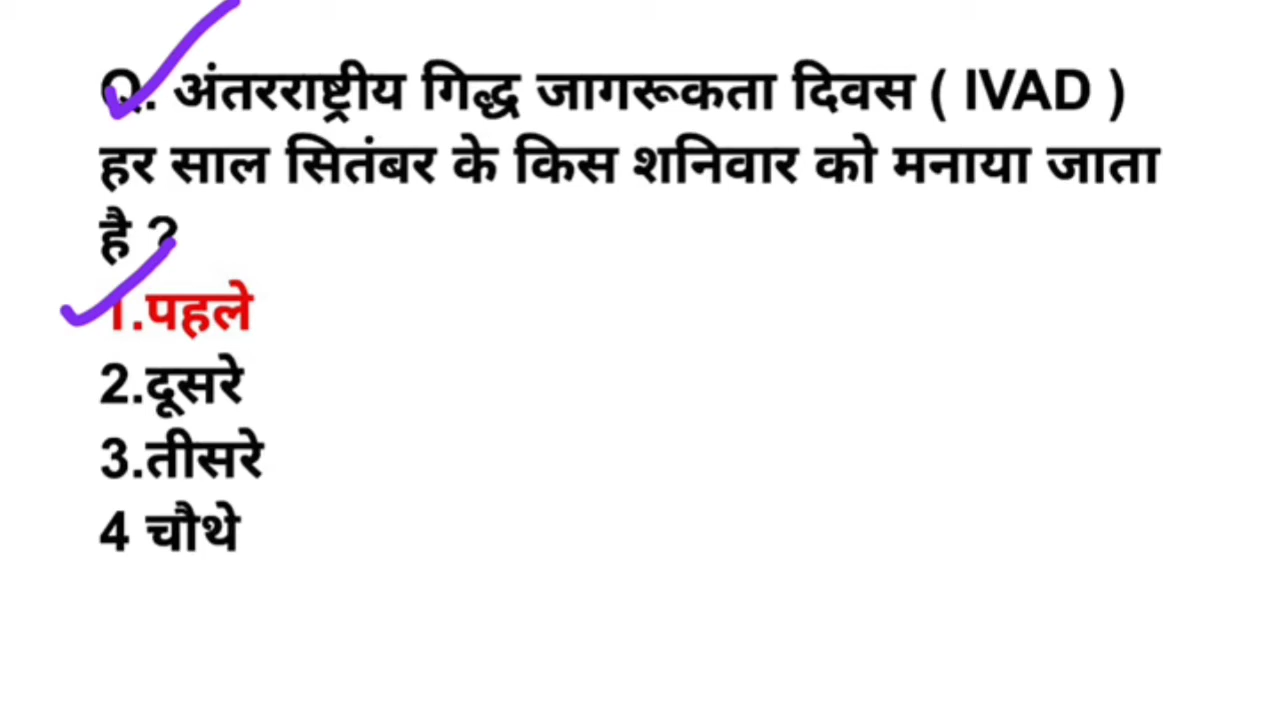 Q. अंतरराष्ट्रीय गिद्ध जागरूकता दिवस ( IVAD )
हर साल सितंबर के किस शनिवार को मनाया जाता
है ?
1.पहले
2.दूसरे
3.तीसरे
4 चौथे